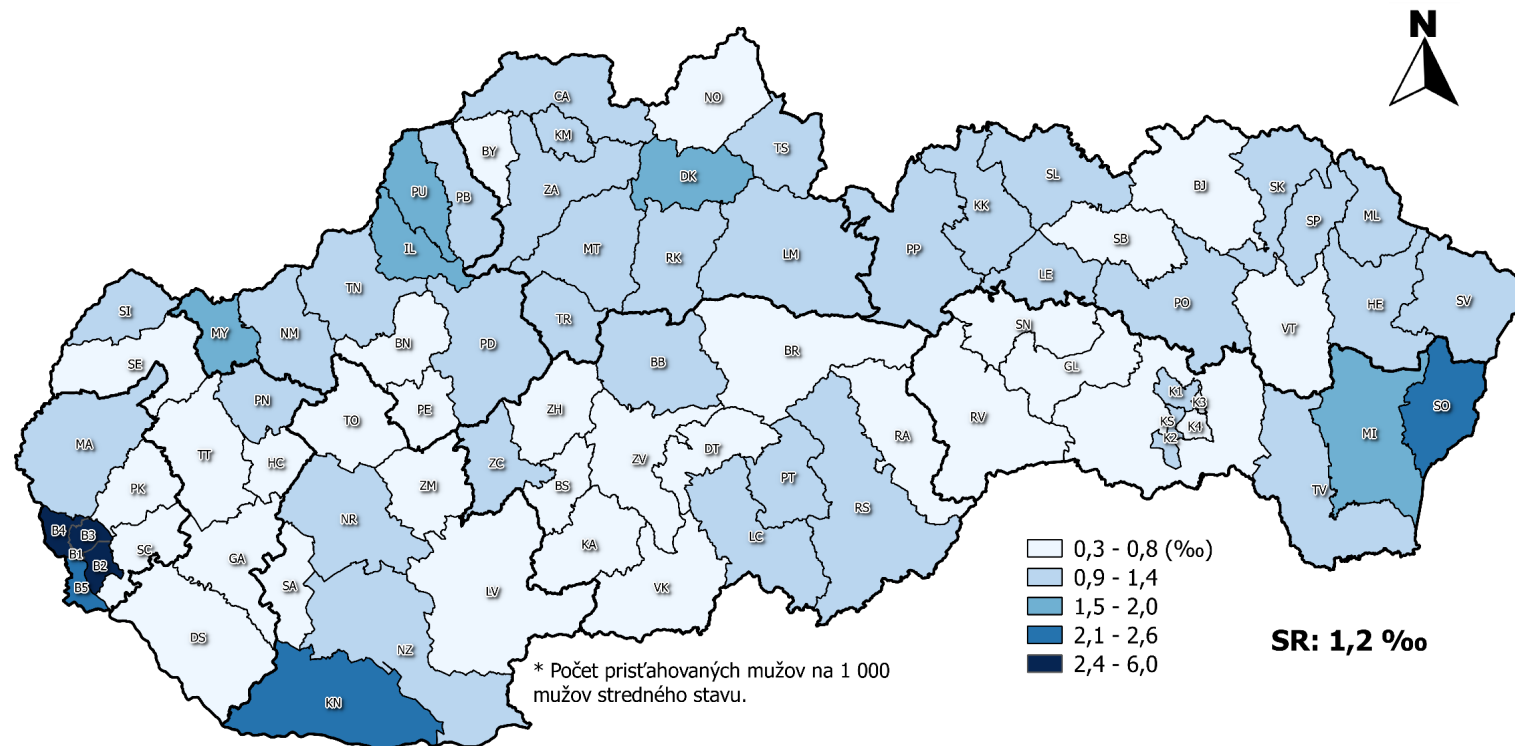 N
CA
NO
KM
BY
TS
ZA
DK
SL
BJ
SK
PU
PB
KK
SP
ML
IL
MT
RK
LM
PP
SB
LE
HE
SV
TN
PO
SI
MY
NM
TR
SN
VT
SE
BN
PD
BB
BR
GL
PN
TO
PE
ZH
K1
K3
SO
MA
TT
HC
ZC
ZV
DT
RA
RV
K5
K4
K2
MI
PK
ZM
BS
PT
TV
B4
B3
NR
RS
B1
SC
GA
KA
LC
B2
B5
SA
LV
VK
DS
NZ
KN
0,3 - 0,8 (‰)
0,9 - 1,4
1,5 - 2,0
2,1 - 2,6
2,4 - 6,0
SR: 1,2 ‰
* Počet prisťahovaných mužov na 1 000
mužov stredného stavu.